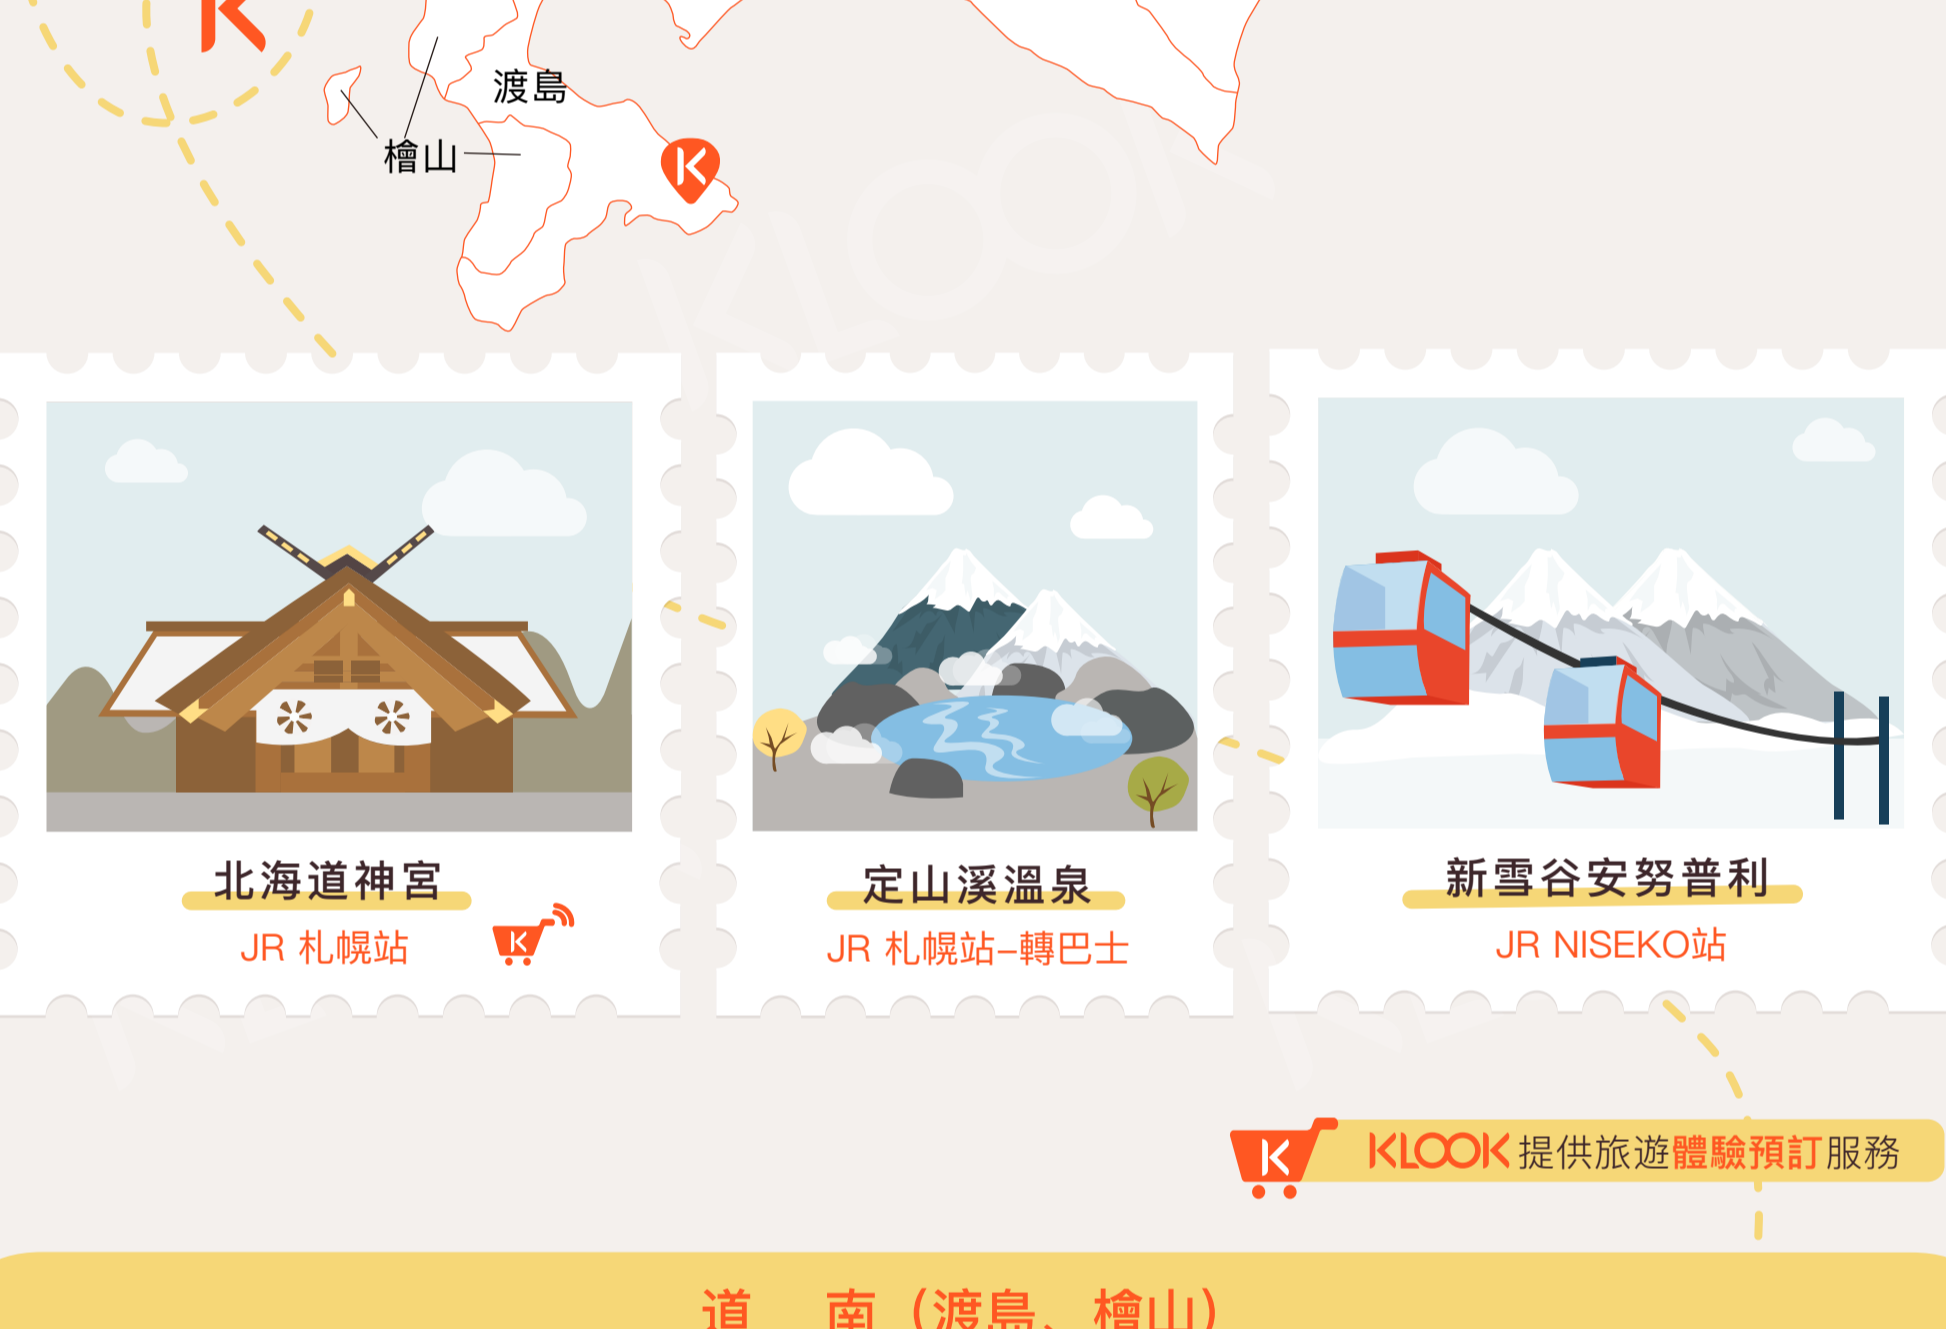 渡島
檜山
KLOOK
北海道神宮
JR 札幌站
定山溪溫泉
JR 札幌站–轉巴士
新雪谷安努普利
JR NISEKO站
KLOOK 提供旅遊體驗預訂服務
道 南（渡島、檜山）